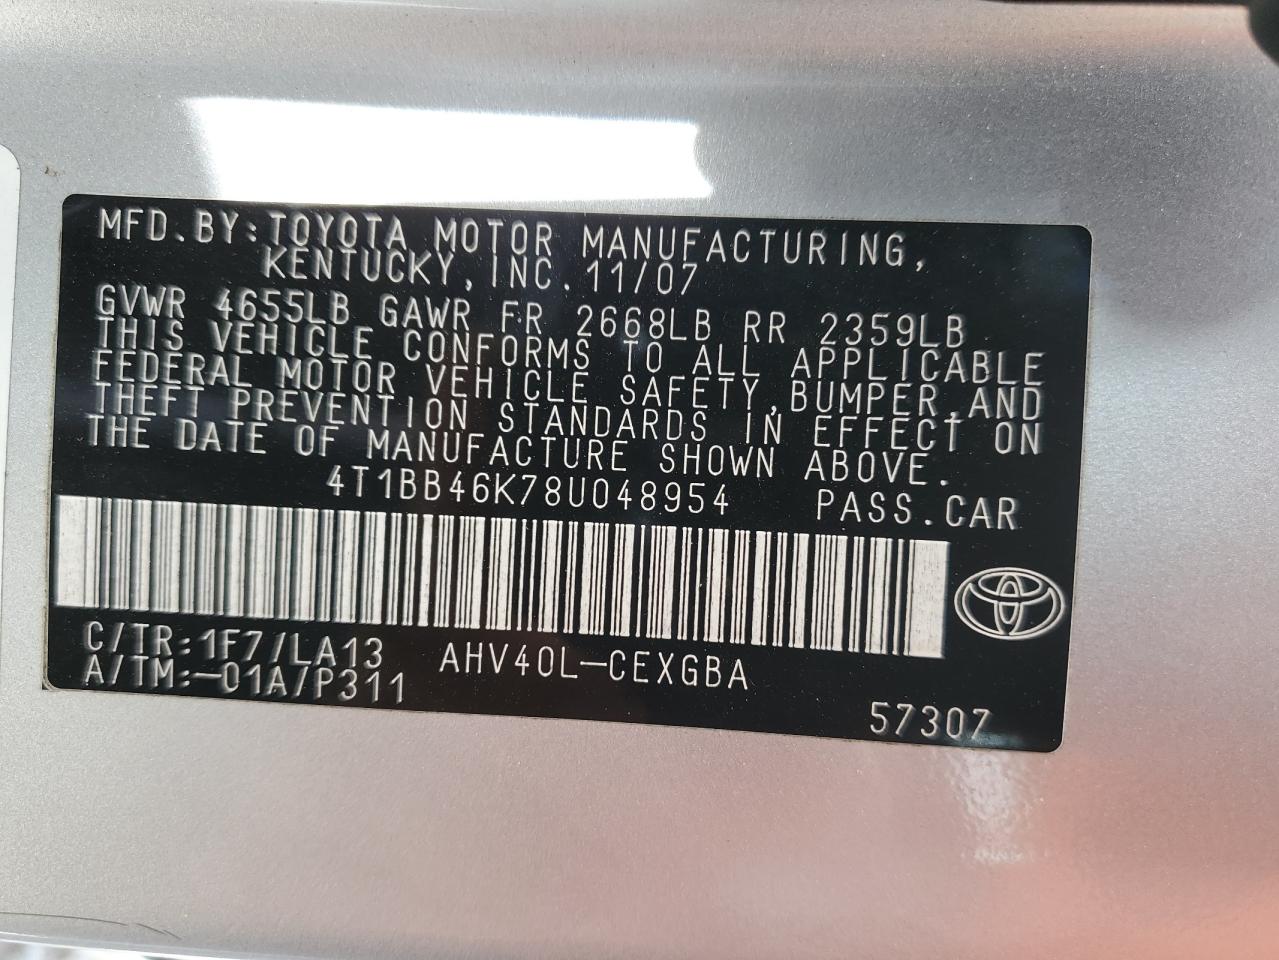 MFD.BY:TOYOTA MOTOR MANUFACTURING,
KENTUCKY,INC.11/07
GVWR 4655LB GAWR FR 2668LB RR 2359LB
THIS VEHICLE CONFORMS TO ALL APPLICABLE
FEDERAL MOTOR VEHICLE SAFETY,BUMPER,AND
THEFT PREVENTION STANDARDS IN EFFECT ON
THE DATE OF MANUFACTURE SHOWN ABOVE.
4T1BB46K78U048954 PASS.CAR
C/TR:1F7/LA13 AHV40L-CEXGBA
A/TM:-01A/P311
57307